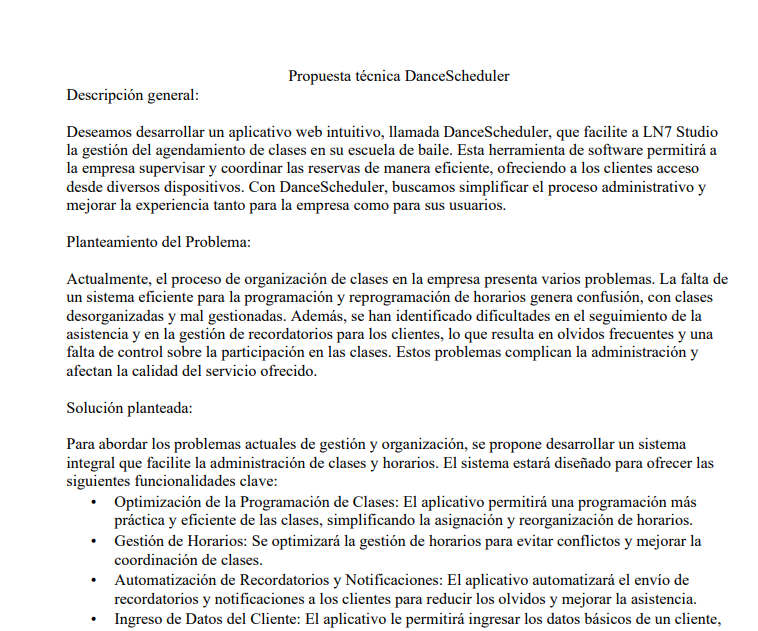 Propuesta técnica DanceScheduler
Descripción general:
Deseamos desarrollar un aplicativo web intuitivo, llamada DanceScheduler, que facilite a LN7 Studio
la gestión del agendamiento de clases en su escuela de baile. Esta herramienta de software permitirá a
la empresa supervisar y coordinar las reservas de manera eficiente, ofreciendo a los clientes acceso
desde diversos dispositivos. Con DanceScheduler, buscamos simplificar el proceso administrativo y
mejorar la experiencia tanto para la empresa como para sus usuarios.
Planteamiento del Problema:
Actualmente, el proceso de organización de clases en la empresa presenta varios problemas. La falta de
un sistema eficiente para la programación y reprogramación de horarios genera confusión, con clases
desorganizadas y mal gestionadas. Además, se han identificado dificultades en el seguimiento de la
asistencia y en la gestión de recordatorios para los clientes, lo que resulta en olvidos frecuentes y una
falta de control sobre la participación en las clases. Estos problemas complican la administración y
afectan la calidad del servicio ofrecido.
Solución planteada:
Para abordar los problemas actuales de gestión y organización, se propone desarrollar un sistema
integral que facilite la administración de clases y horarios. El sistema estará diseñado para ofrecer las
siguientes funcionalidades clave:
• Optimización de la Programación de Clases: El aplicativo permitirá una programación más
práctica y eficiente de las clases, simplificando la asignación y reorganización de horarios.
• Gestión de Horarios: Se optimizará la gestión de horarios para evitar conflictos y mejorar la
coordinación de clases.
• Automatización de Recordatorios y Notificaciones: El aplicativo automatizará el envío de
recordatorios y notificaciones a los clientes para reducir los olvidos y mejorar la asistencia.
• Ingreso de Datos del Cliente: El aplicativo le permitirá ingresar los datos básicos de un cliente,